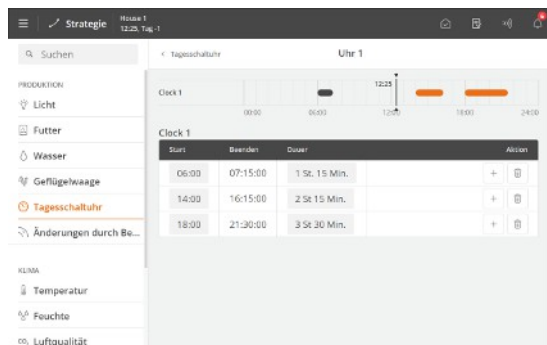 Strategie
House 1
12:25, Tag -1
Suchen
Tagesschaltuhr
Uhr 1
PRODUKTION
Licht
Futter
Wasser
Geflügelwaage
Tagesschaltuhr
Änderungen durch Be...
KLIMA
Temperatur
Feuchte
CO₂ Luftqualität
Clock 1
12:25
00:00 06:00 12:00 18:00 24:00
Clock 1
Start Beenden Dauer Aktion
06:00 07:15:00 1 St. 15 Min. +
14:00 16:15:00 2 St 15 Min. +
18:00 21:30:00 3 St 30 Min. +